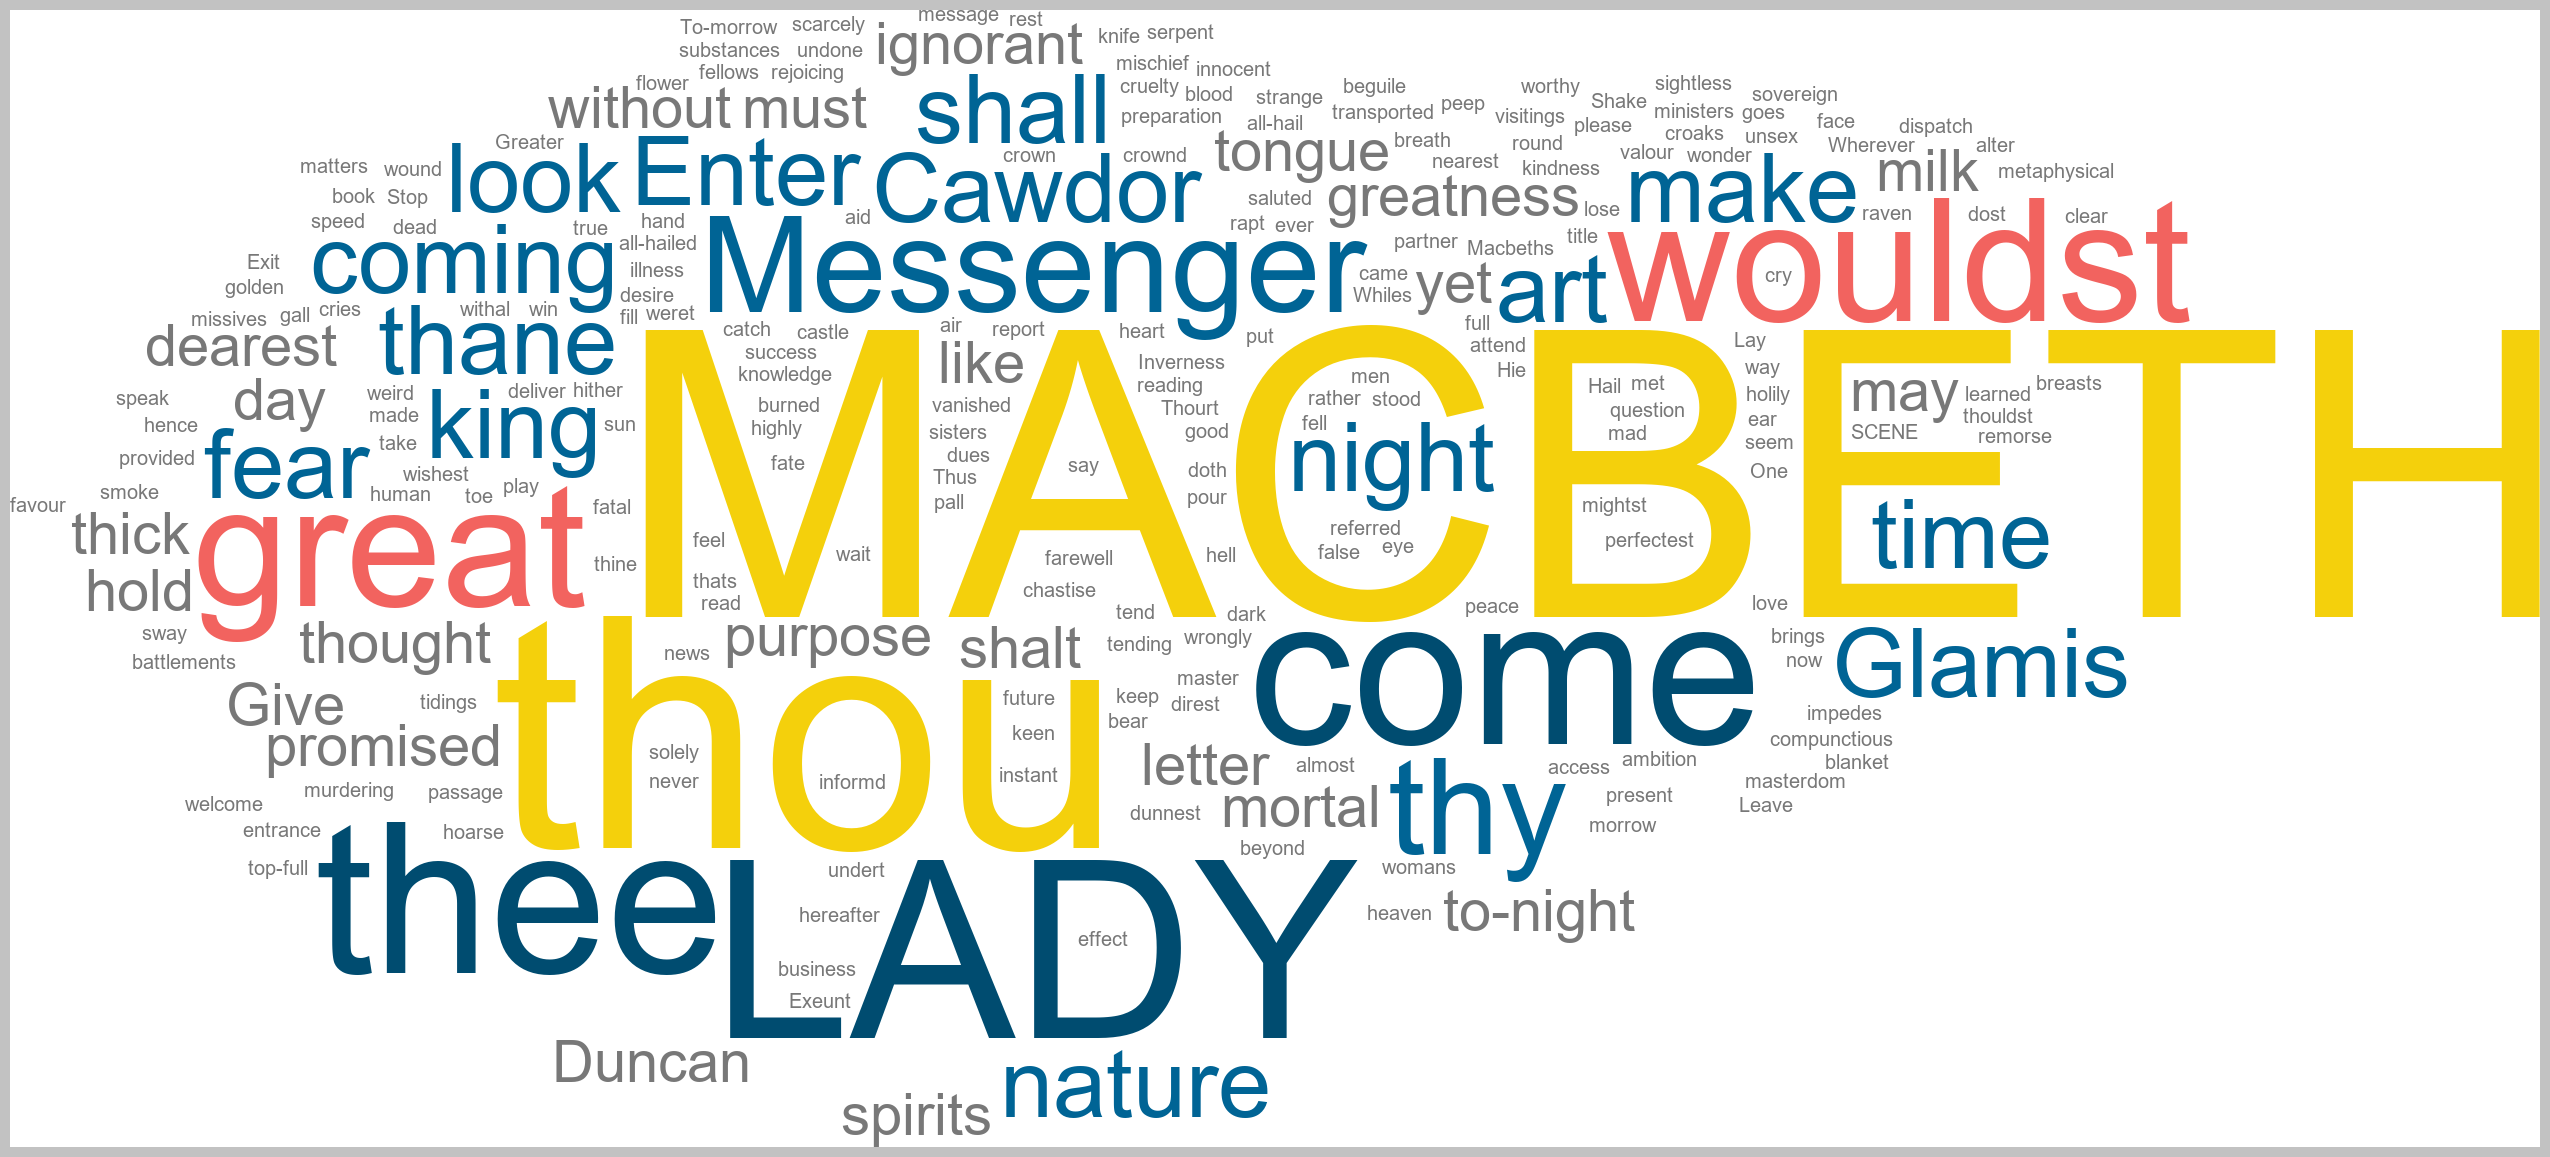 message rest
To-morrow scarcely ignorant knife serpent
substances undone
fellows rejoicing mischief innocent
flower shall cruelty blood strange beguile worthy sightless
without must preparation all-hail transported peep visitings Shake ministers goes sovereign
Greater look Enter Cawdor crown crownd tongue breath nearest round please croaks unsex face dispatch
matters wound kindness valour wonder make Wherever alter
book Stop saluted greatness lose milk metaphysical
speed dead true hand aid rapt ever raven dost clear
coming all-hailed Messenger partner Macbeths title wouldst
Exit illness came yet art cry
golden desire Whiles
missives gall cries withal win fill weret
dearest thane catch castle air report heart put full Lay
success like Inverness attend
knowledge reading Hie way
day weird deliver hither men Hail met may learned breasts
speak made king burned vanished Thourt rather stood question holily thouldst
hence sun highly sisters good fell mad ear SCENE remorse
fear take fate dues night seem
provided wishest Thus say doth One
smoke human toe play pall pour
favour great fatal MACBETH mightst time
thick feel wait referred perfectest
hold thine farewell hell false eye
thats chastise
read tend dark peace love
sway thought purpose shalt tending wrongly come brings Glamis
battlements news now
Give tidings thou future keep master
bear direst impedes
promised solely keen compunctious
never informd instant letter almost access ambition blanket
murdering passage thy masterdom
welcome mortal present Leave
entrance hoarse dunnest morrow
top-full thee undert beyond womans
LADY hereafter heaven to-night
effect
business
Exeunt
Duncan nature
spirits